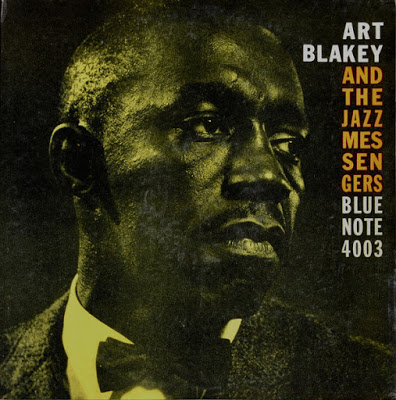 ART
BLAKEY
AND
THE
JAZZ
MES
SEN
GERS
BLUE
NOTE
4003